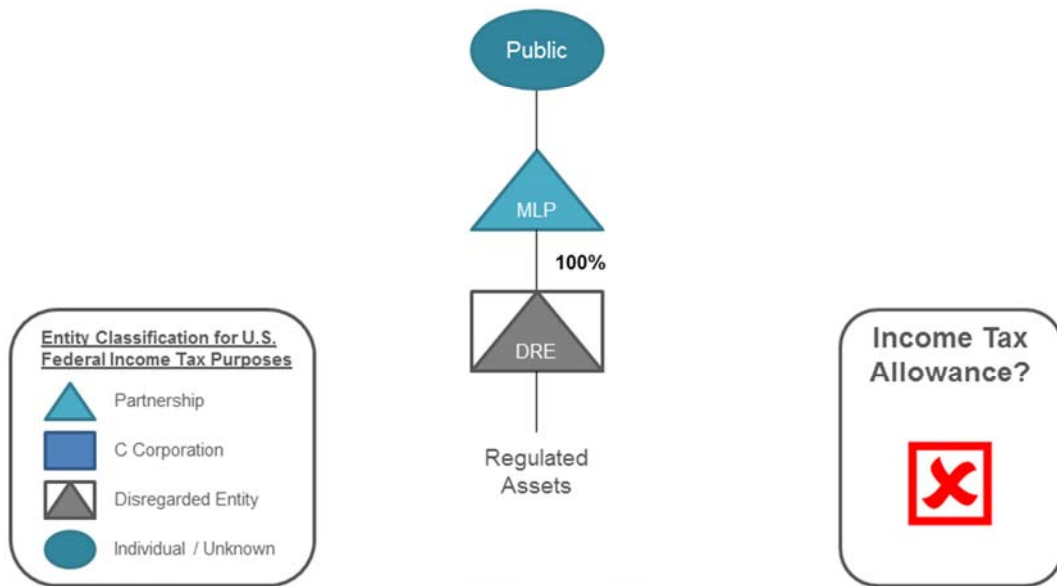 Public
MLP
100%
DRE
Regulated
Assets
Entity Classification for U.S.
Federal Income Tax Purposes
Partnership
C Corporation
Disregarded Entity
Individual / Unknown
Income Tax
Allowance?